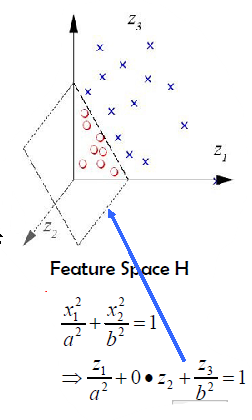 z₃
z₁
z₂
Feature Space H
x₁²/a² + x₂²/b² = 1
⇒ z₁/a² + 0 • z₂ + z₃/b² = 1